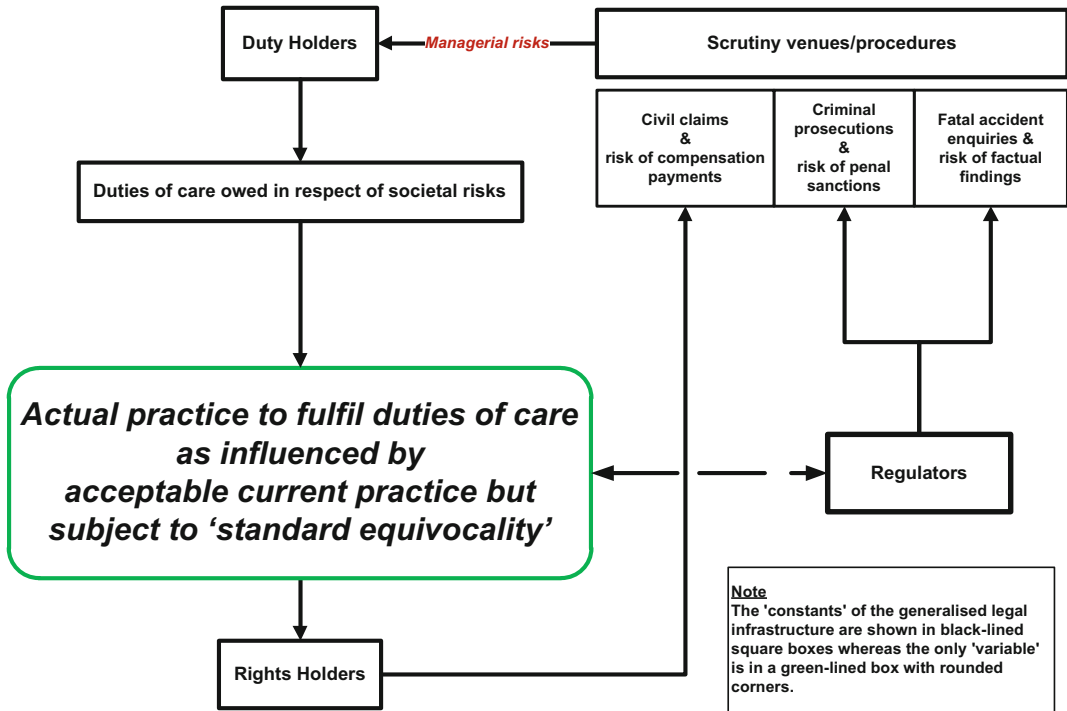 Duty Holders
Managerial risks
Scrutiny venues/procedures
Civil claims
&
risk of compensation
payments
Criminal
prosecutions
&
risk of penal
sanctions
Fatal accident
enquiries &
risk of factual
findings
Duties of care owed in respect of societal risks
Actual practice to fulfil duties of care
as influenced by
acceptable current practice but
subject to ‘standard equivocality’
Regulators
Rights Holders
Note
The 'constants' of the generalised legal
infrastructure are shown in black-lined
square boxes whereas the only 'variable'
is in a green-lined box with rounded
corners.